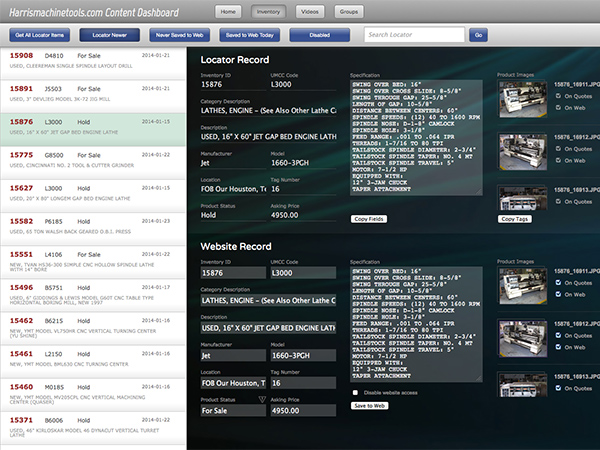 Harrismachinetools.com Content Dashboard
Home Inventory Videos Groups
Get All Locator Items Locator Newer Never Saved to Web Saved to Web Today Disabled Search Locator Go
15908 D4810 For Sale 2014-01-21
USED, CLEEREMAN SINGLE SPINDLE LAYOUT DRILL
15891 J5503 For Sale 2014-01-21
USED, 3" DEVLIEG MODEL 3K-72 JIG MILL
15876 L3000 Hold 2014-01-15
USED, 16" X 60" JET GAP BED ENGINE LATHE
15775 G8500 For Sale 2014-01-22
USED, CINCINNATI NO. 2 TOOL & CUTTER GRINDER
15627 L3000 Hold 2014-01-15
USED, 20" X 80" LONGEM GAP BED ENGINE LATHE
15582 P6185 Hold 2014-01-23
USED, 65 TON WALSH BACK GEARED O.B.I. PRESS
15551 L4106 For Sale 2014-01-22
NEW, TVAN HS36-300 SIMPLE CNC HOLLOW SPINDLE LATHE
WITH 14" BORE
15496 B5751 Hold 2014-01-17
USED, 6" GIDDINGS & LEWIS MODEL G60T CNC TABLE TYPE
HORIZONTAL BORING MILL, NEW 1997
15462 B6215 Hold 2014-01-16
NEW, YMT MODEL VL750HR CNC VERTICAL TURNING CENTER
(YU SHINE)
15461 L2150 Hold 2014-01-16
NEW, YMT MODEL BML630 CNC TURNING CENTER
15460 M0185 Hold 2014-01-16
NEW, YMT MODEL MV205CPL CNC VERTICAL MACHINING
CENTER (QUASER)
15371 B6006 For Sale 2014-01-22
USED, 46" KIRLOSKAR MODEL 46 DYNACUT VERTICAL TURRET
LATHE
Locator Record
Inventory ID UMCC Code Specification Product Images
15876 L3000
Category Description
LATHES, ENGINE - (See Also Other Lathe Ca
Description
USED, 16" X 60" JET GAP BED ENGINE LATH
Manufacturer Model
Jet 1660-3PGH
Location Tag Number
FOB Our Houston, T 16
Product Status Asking Price
Hold 4950.00
SWING OVER BED: 16"
SWING OVER CROSS SLIDE: 8-5/8"
SWING THROUGH GAP: 25-5/8"
LENGTH OF GAP: 10-5/8"
DISTANCE BETWEEN CENTERS: 60"
SPINDLE SPEEDS: (12) 40 TO 1600 RPM
SPINDLE NOSE: D-1-8" CAMLOCK
SPINDLE HOLE: 3-1/8"
FEED RANGE: .001 to .064 IPR
THREADS: 1-7/16 TO 80 TPI
TAILSTOCK SPINDLE DIAMETER: 2-3/4"
TAILSTOCK SPINDLE TAPER: NO. 4 MT
TAILSTOCK SPINDLE TRAVEL: 5"
MOTOR: 7-1/2 HP
EQUIPPED WITH:
12" 3-JAW CHUCK
TAPER ATTACHMENT
Copy Fields
15876_16911.JPG
On Quotes
On Web
15876_16912.JPG
On Quotes
On Web
15876_16913.JPG
On Quotes
Copy Tags
Website Record
Inventory ID UMCC Code Specification Product Images
15876 L3000
Category Description
LATHES, ENGINE - (See Also Other Lathe C
Description
USED, 16" X 60" JET GAP BED ENGINE LATH
Manufacturer Model
Jet 1660-3PGH
Location Tag Number
FOB Our Houston, T 16
Product Status Asking Price
For Sale 4950.00
SWING OVER BED: 16"
SWING OVER CROSS SLIDE: 8-5/8"
SWING THROUGH GAP: 25-5/8"
LENGTH OF GAP: 10-5/8"
DISTANCE BETWEEN CENTERS: 60"
SPINDLE SPEEDS: (12) 40 TO 1600 RPM
SPINDLE NOSE: D-1-8" CAMLOCK
SPINDLE HOLE: 3-1/8"
FEED RANGE: .001 to .064 IPR
THREADS: 1-7/16 TO 80 TPI
TAILSTOCK SPINDLE DIAMETER: 2-3/4"
TAILSTOCK SPINDLE TAPER: NO. 4 MT
TAILSTOCK SPINDLE TRAVEL: 5"
MOTOR: 7-1/2 HP
EQUIPPED WITH:
12" 3-JAW CHUCK
TAPER ATTACHMENT
Disable website access
Save to Web
15876_16911.JPG
On Quotes
On Web
15876_16912.JPG
On Quotes
On Web
15876_16913.JPG
On Quotes